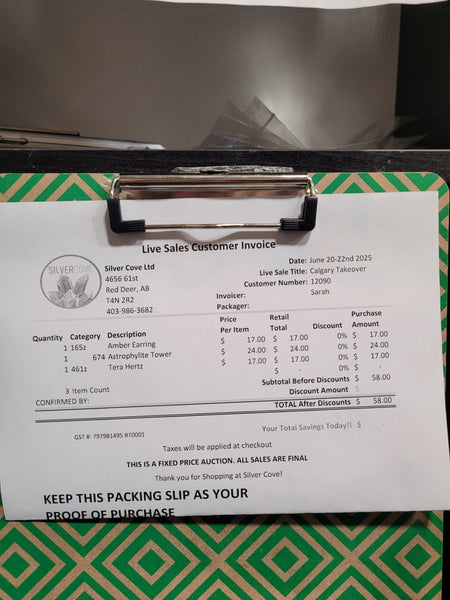 Live Sales Customer Invoice
SILVERCOVE
Silver Cove Ltd
4656 61st
Red Deer, AB
T4N 2R2
403-986-3682
Date: June 20-22nd 2025
Live Sale Title: Calgary Takeover
Customer Number: 12090
Invoicer: Sarah
Packager:
Quantity Category Description Price Per Item Retail Total Discount Purchase Amount
1 165z Amber Earring $ 17.00 $ 17.00 0% $ 17.00
1 674 Astrophylite Tower $ 24.00 $ 24.00 0% $ 24.00
1 461z Tera Hertz $ 17.00 $ 17.00 0% $ 17.00
$ - 0% $ -
3 Item Count
Subtotal Before Discounts $ 58.00
Discount Amount $ -
CONFIRMED BY:
TOTAL After Discounts $ 58.00
Your Total Savings Today!! $ -
GST #: 797981495 RT0001
Taxes will be applied at checkout
THIS IS A FIXED PRICE AUCTION. ALL SALES ARE FINAL
Thank you for Shopping at Silver Cove!
KEEP THIS PACKING SLIP AS YOUR
PROOF OF PURCHASE